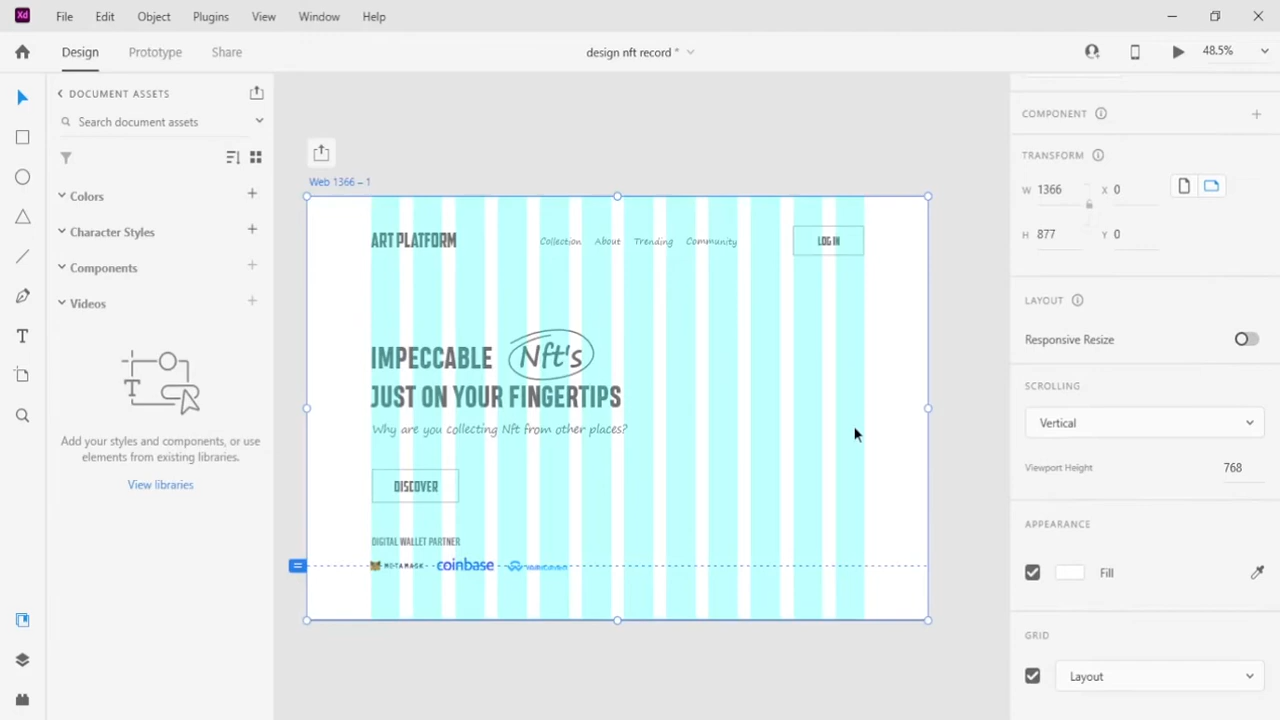 Xd File Edit Object Plugins View Window Help
Design Prototype Share design nft record * 48.5%
DOCUMENT ASSETS
Search document assets
Colors
Character Styles
Components
Videos
Add your styles and components, or use
elements from existing libraries.
View libraries
Web 1366 – 1
ART PLATFORM Collection About Trending Community LOG IN
IMPECCABLE Nft's
JUST ON YOUR FINGERTIPS
Why are you collecting Nft from other places?
DISCOVER
DIGITAL WALLET PARTNER
METAMASK coinbase WalletConnect
COMPONENT
TRANSFORM
W 1366 X 0
H 877 Y 0
LAYOUT
Responsive Resize
SCROLLING
Vertical
Viewport Height 768
APPEARANCE
Fill
GRID
Layout